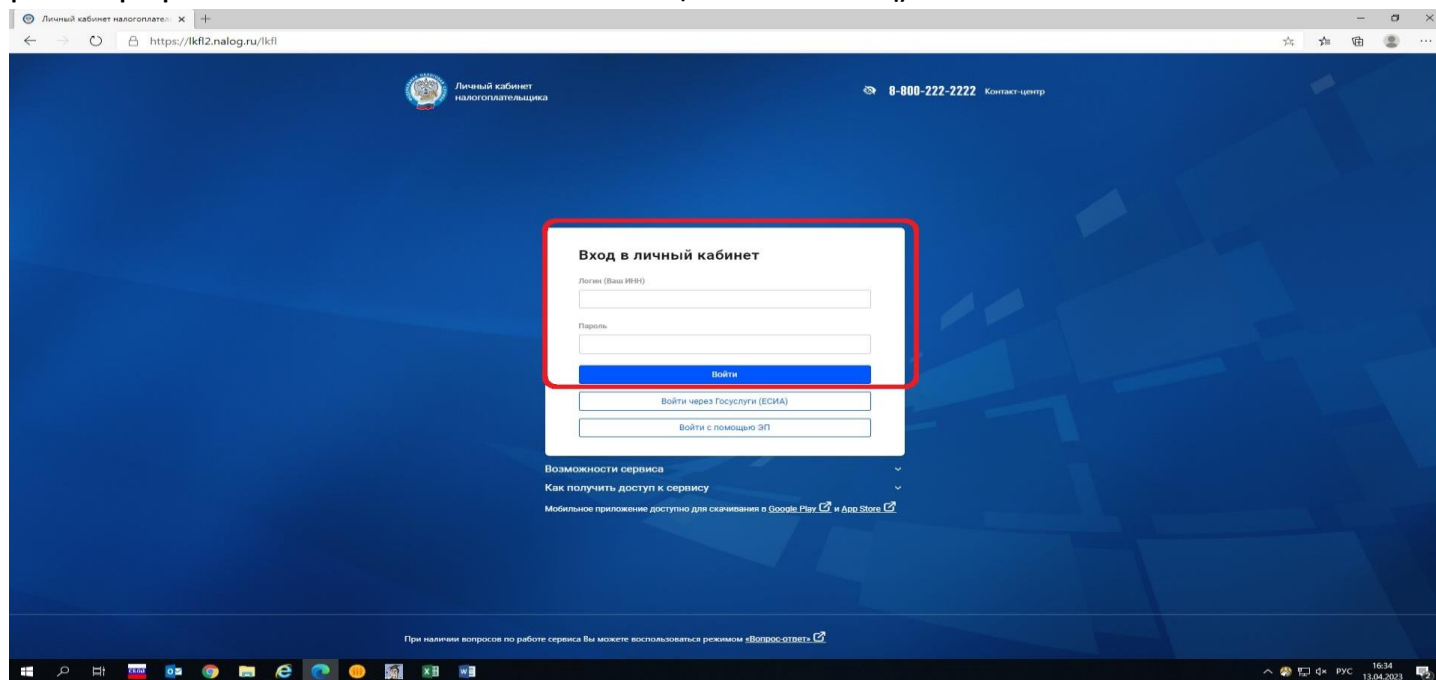 Личный кабинет налогоплател
https://lkfl2.nalog.ru/lkfl
Личный кабинет
налогоплательщика
8-800-222-2222 Контакт-центр
Вход в личный кабинет
Логин (Ваш ИНН)
Пароль
Войти
Войти через Госуслуги (ЕСИА)
Войти с помощью ЭП
Возможности сервиса
Как получить доступ к сервису
Мобильное приложение доступно для скачивания в Google Play и App Store
При наличии вопросов по работе сервиса Вы можете воспользоваться режимом «Вопрос-ответ»
РУС
16:34
13.04.2023